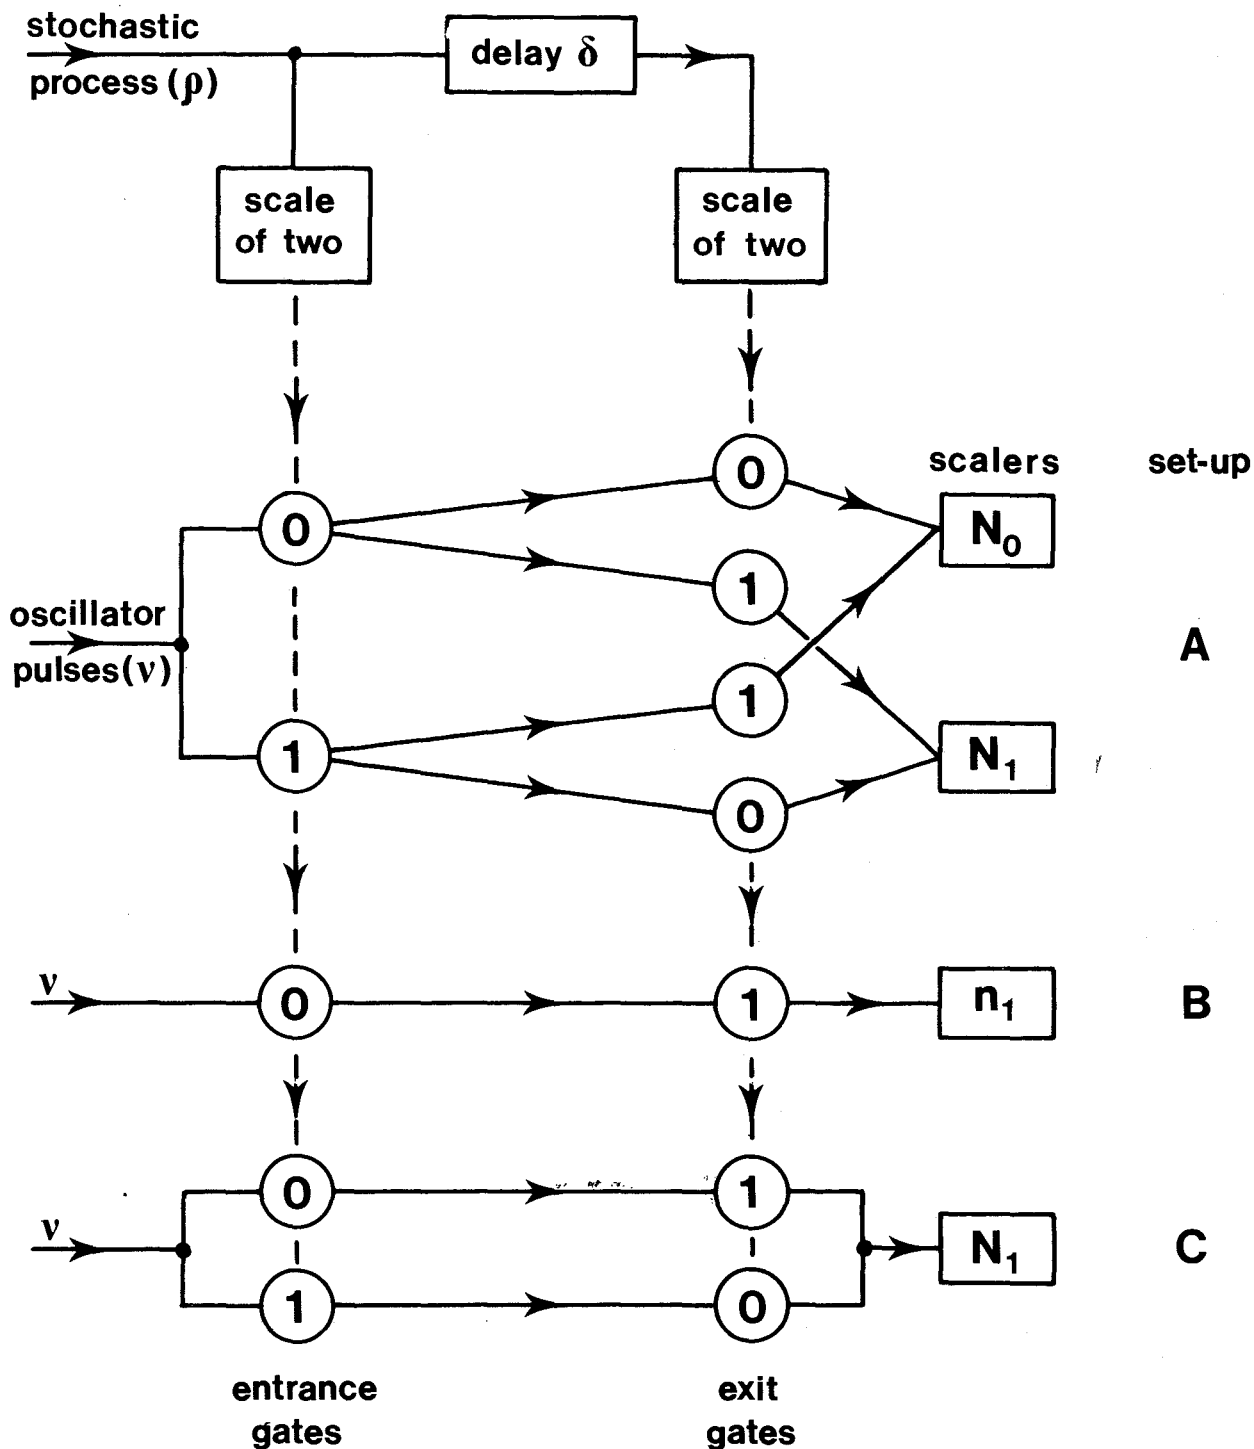 stochastic
process (ρ)
delay δ
scale
of two
scale
of two
scalers
set-up
0
0
N₀
1
oscillator
pulses (ν)
A
1
1
N₁
0
ν
0
1
n₁
B
0
1
ν
N₁
C
1
0
entrance
gates
exit
gates